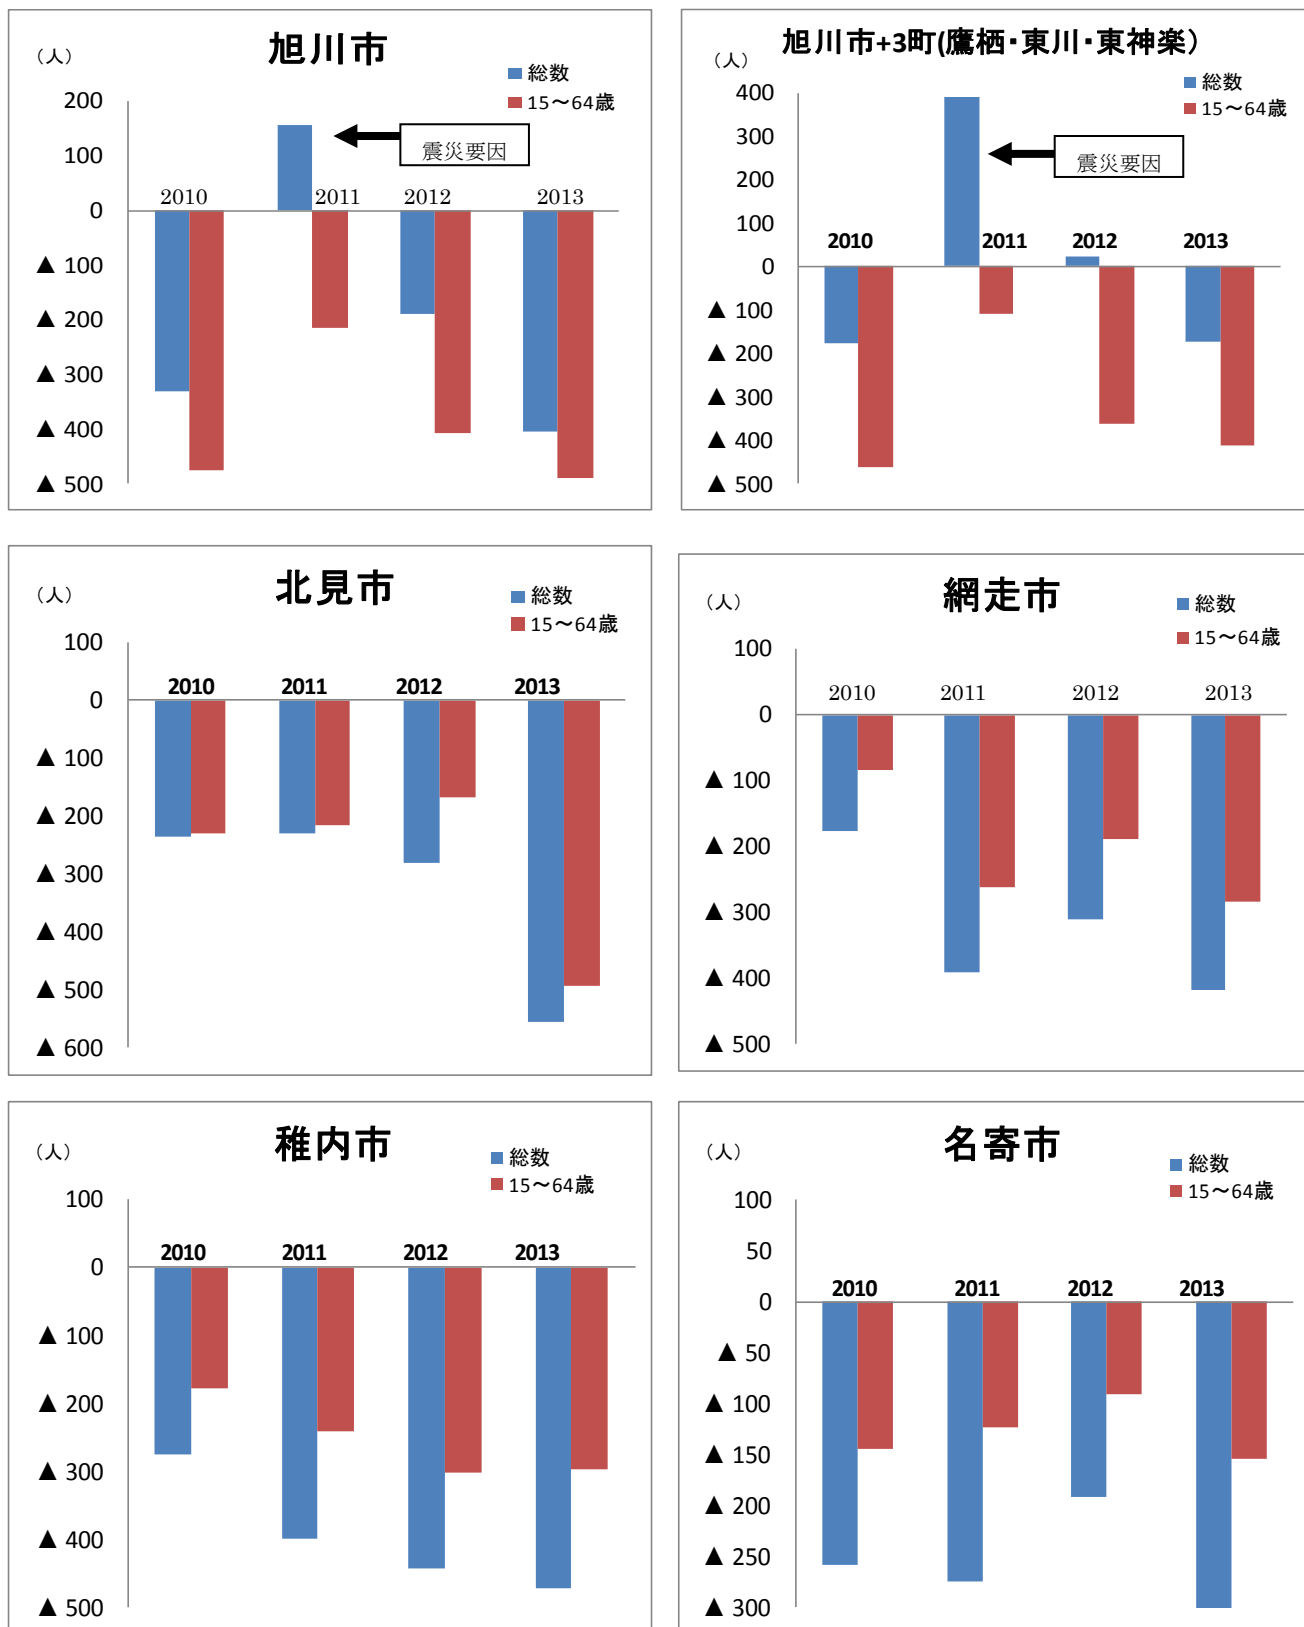 旭川市
（人）
総数
15～64歳
200
100
0
▲ 100
▲ 200
▲ 300
▲ 400
▲ 500
2010
2011
2012
2013
震災要因
旭川市+3町(鷹栖・東川・東神楽）
（人）
総数
15～64歳
400
300
200
100
0
▲ 100
▲ 200
▲ 300
▲ 400
▲ 500
2010
2011
2012
2013
震災要因
北見市
（人）
総数
15～64歳
100
0
▲ 100
▲ 200
▲ 300
▲ 400
▲ 500
▲ 600
2010
2011
2012
2013
網走市
（人）
総数
15～64歳
100
0
▲ 100
▲ 200
▲ 300
▲ 400
▲ 500
2010
2011
2012
2013
稚内市
（人）
総数
15～64歳
100
0
▲ 100
▲ 200
▲ 300
▲ 400
▲ 500
2010
2011
2012
2013
名寄市
（人）
総数
15～64歳
100
50
0
▲ 50
▲ 100
▲ 150
▲ 200
▲ 250
▲ 300
2010
2011
2012
2013